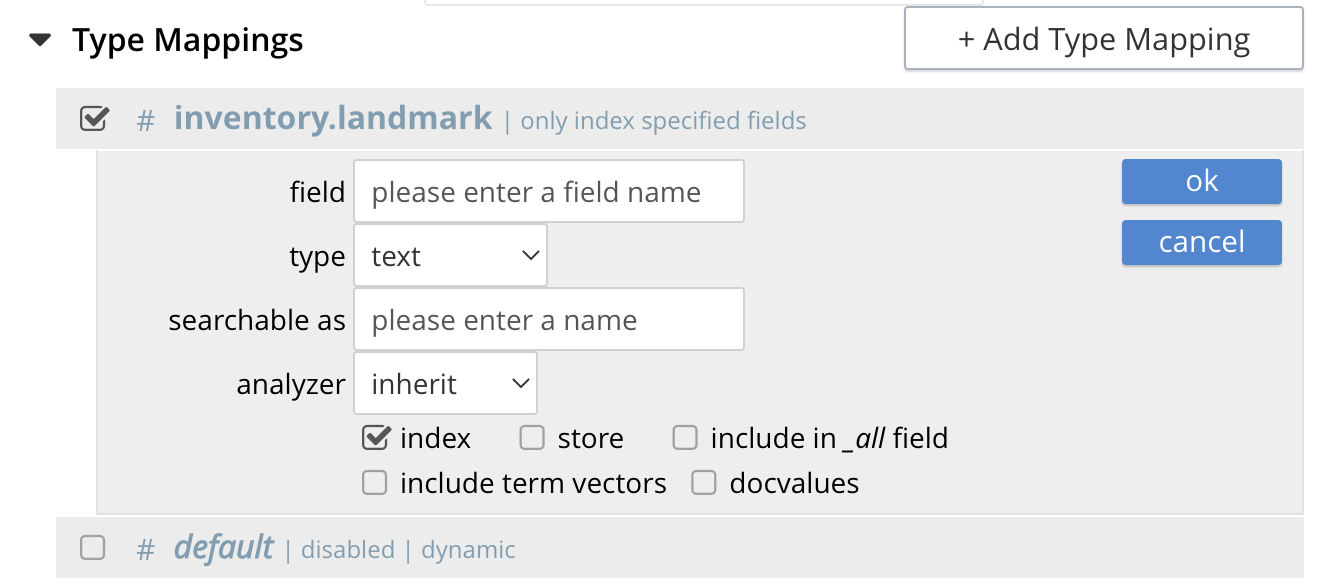 Type Mappings
+ Add Type Mapping
# inventory.landmark | only index specified fields
field please enter a field name
ok
type text
cancel
searchable as please enter a name
analyzer inherit
index store include in _all field
include term vectors docvalues
# default | disabled | dynamic